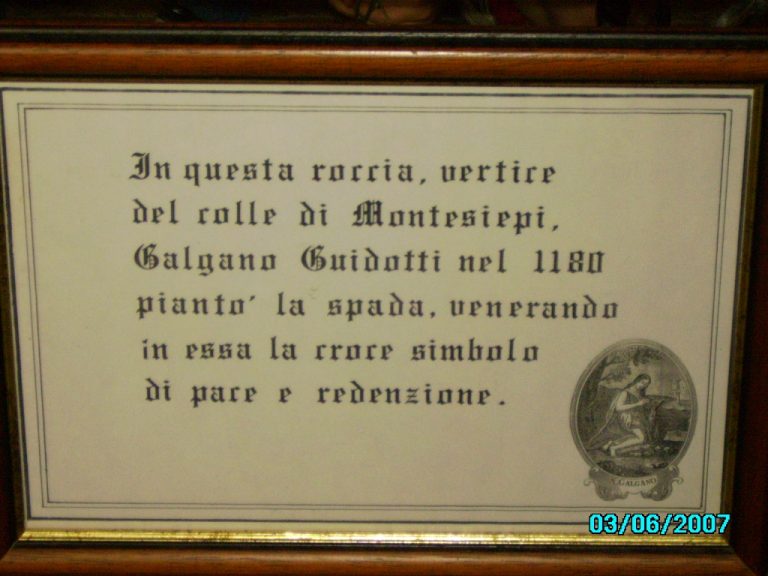 In questa roccia, vertice
del colle di Montesiepi,
Galgano Guidotti nel 1180
pianto' la spada, venerando
in essa la croce simbolo
di pace e redenzione.
S. GALGANO
03/06/2007